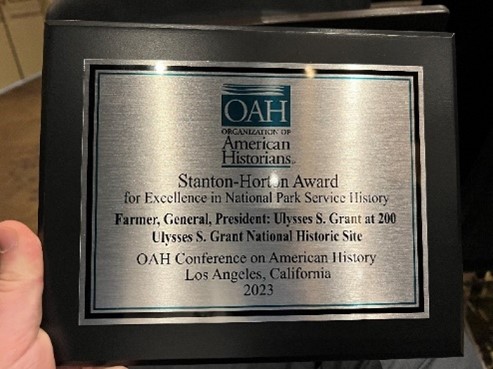 OAH
ORGANIZATION OF
American
Historians
Stanton-Horton Award
for Excellence in National Park Service History
Farmer, General, President: Ulysses S. Grant at 200
Ulysses S. Grant National Historic Site
OAH Conference on American History
Los Angeles, California
2023